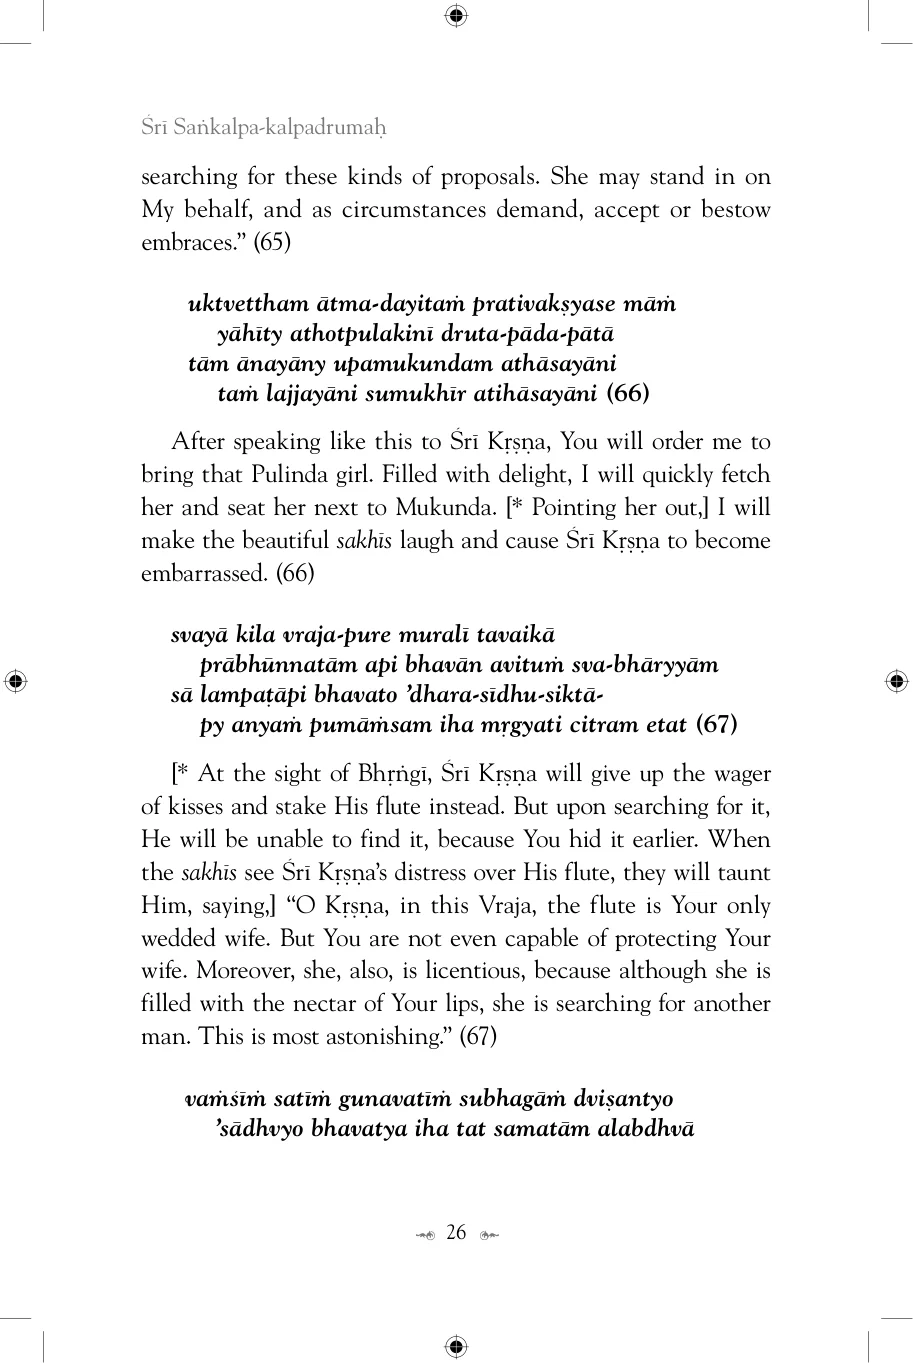 Śrī Saṅkalpa-kalpadrumaḥ
searching for these kinds of proposals. She may stand in on
My behalf, and as circumstances demand, accept or bestow
embraces.” (65)
uktvettham ātma-dayitaṁ prativakṣyase māṁ
yāhīty athotpulakinī druta-pāda-pātā
tām ānayāny upamukundam athāsayāni
taṁ lajjayāni sumukhīr atihāsayāni (66)
After speaking like this to Śrī Kṛṣṇa, You will order me to
bring that Pulinda girl. Filled with delight, I will quickly fetch
her and seat her next to Mukunda. [* Pointing her out,] I will
make the beautiful sakhīs laugh and cause Śrī Kṛṣṇa to become
embarrassed. (66)
svayā kila vraja-pure muralī tavaikā
prābhūnnatām api bhavān avituṁ sva-bhāryyām
sā lampaṭāpi bhavato ’dhara-sīdhu-siktā-
py anyaṁ pumāṁsam iha mṛgyati citram etat (67)
[* At the sight of Bhṛṅgī, Śrī Kṛṣṇa will give up the wager
of kisses and stake His flute instead. But upon searching for it,
He will be unable to find it, because You hid it earlier. When
the sakhīs see Śrī Kṛṣṇa’s distress over His flute, they will taunt
Him, saying,] “O Kṛṣṇa, in this Vraja, the flute is Your only
wedded wife. But You are not even capable of protecting Your
wife. Moreover, she, also, is licentious, because although she is
filled with the nectar of Your lips, she is searching for another
man. This is most astonishing.” (67)
vaṁśīṁ satīṁ gunavatīṁ subhagāṁ dviṣantyo
’sādhvyo bhavatya iha tat samatām alabdhvā
26